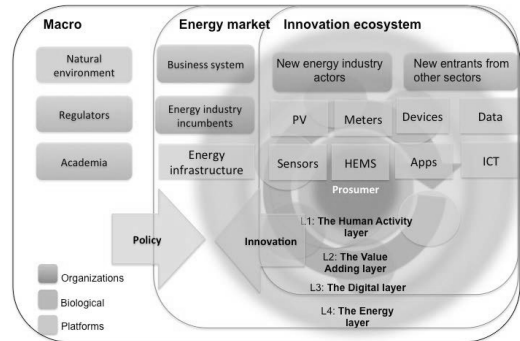 Macro
Energy market
Innovation ecosystem
Natural
environment
Business system
New energy industry
actors
New entrants from
other sectors
Regulators
Energy industry
incumbents
PV
Meters
Devices
Data
Academia
Energy
infrastructure
Sensors
HEMS
Apps
ICT
Prosumer
Policy
Innovation
L1: The Human Activity
layer
L2: The Value
Adding layer
L3: The Digital layer
L4: The Energy
layer
Organizations
Biological
Platforms